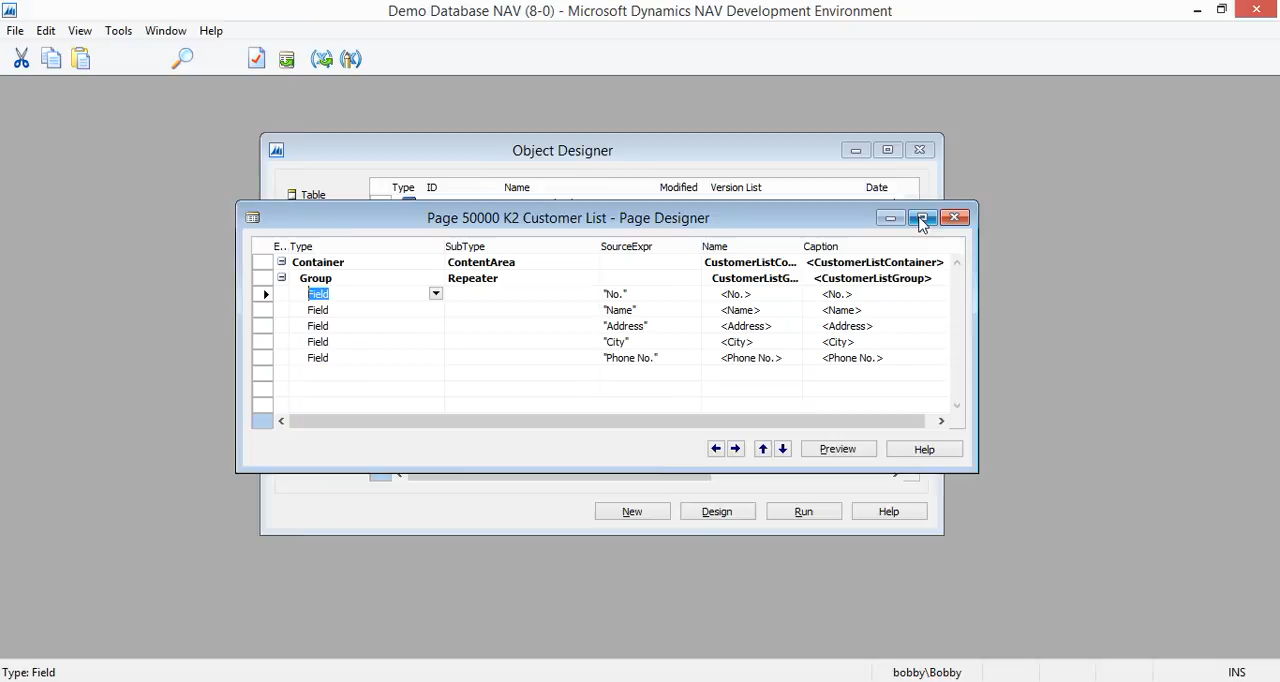 Demo Database NAV (8-0) - Microsoft Dynamics NAV Development Environment
File Edit View Tools Window Help
Object Designer
Table Type ID Name Modified Version List Date
Page 50000 K2 Customer List - Page Designer
E.. Type SubType SourceExpr Name Caption
Container ContentArea CustomerListCo... <CustomerListContainer>
Group Repeater CustomerListG... <CustomerListGroup>
Field "No." <No.> <No.>
Field "Name" <Name> <Name>
Field "Address" <Address> <Address>
Field "City" <City> <City>
Field "Phone No." <Phone No.> <Phone No.>
Preview Help
New Design Run Help
Type: Field bobby\Bobby INS